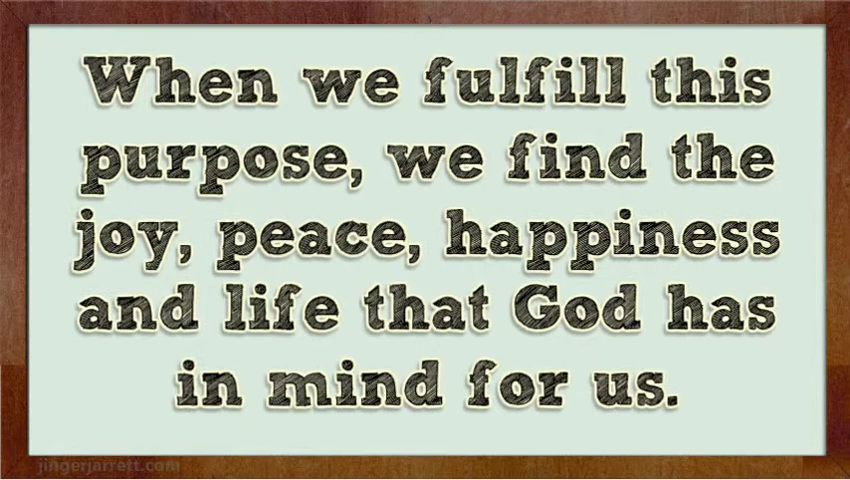 When we fulfill this
purpose, we find the
joy, peace, happiness
and life that God has
in mind for us.
jingerjarrett.com